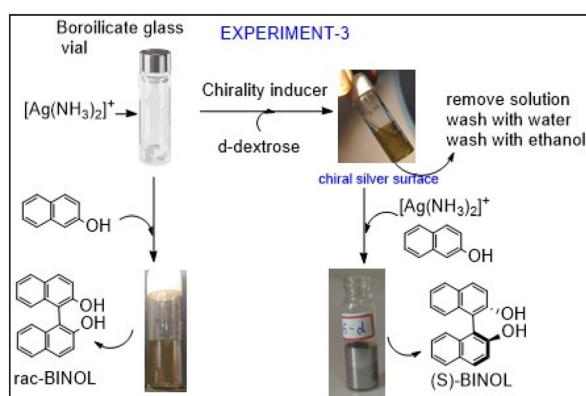 Boroilicate glass
vial
EXPERIMENT-3
[Ag(NH3)2]+
Chirality inducer
d-dextrose
remove solution
wash with water
wash with ethanol
chiral silver surface
OH
[Ag(NH3)2]+
OH
OH
OH
rac-BINOL
OH
OH
(S)-BINOL